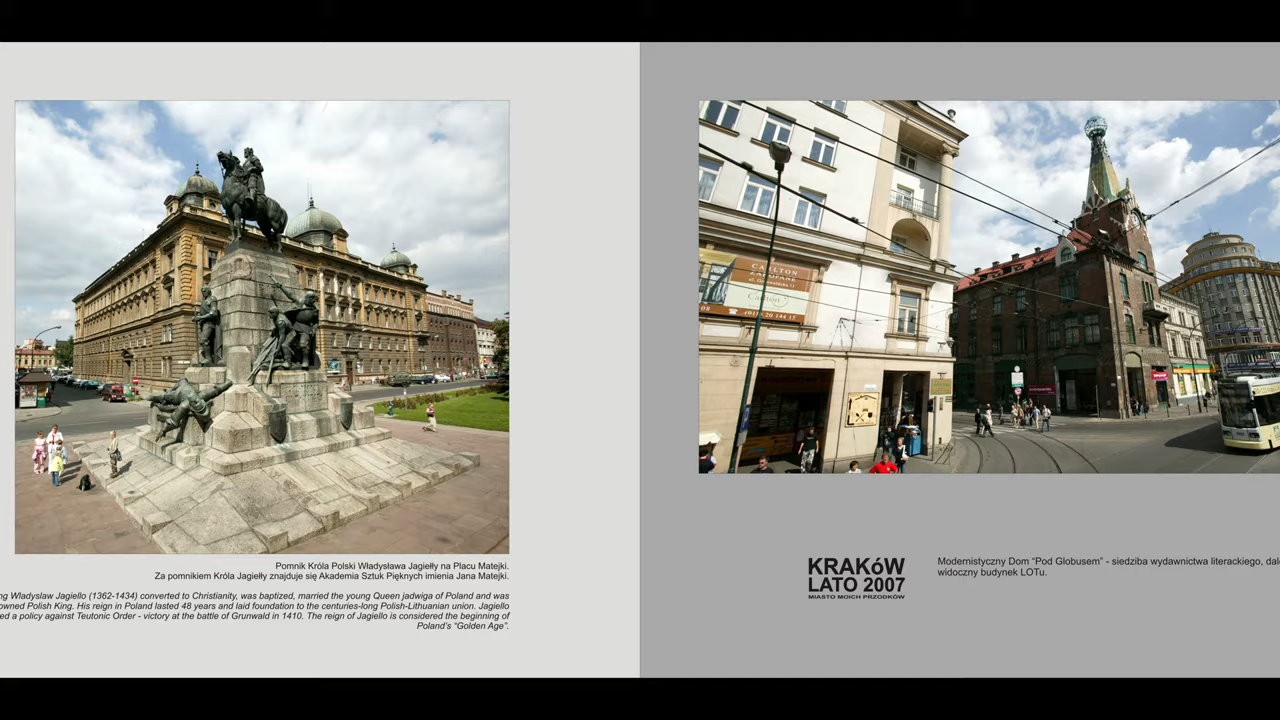 Pomnik Króla Polski Władysława Jagiełły na Placu Matejki.
Za pomnikiem Króla Jagiełły znajduje się Akademia Sztuk Pięknych imienia Jana Matejki.
Władysław Jagiello (1362-1434) converted to Christianity, was baptized, married the young Queen jadwiga of Poland and was
Polish King. His reign in Poland lasted 48 years and laid foundation to the centuries-long Polish-Lithuanian union. Jagiello
a policy against Teutonic Order - victory at the battle of Grunwald in 1410. The reign of Jagiello is considered the beginning of
Poland's "Golden Age".
CARLTON
KRAKóW
LATO 2007
MIASTO MOICH PRZODKÓW
Modernistyczny Dom "Pod Globusem" - siedziba wydawnictwa literackiego,
widoczny budynek LOTu.